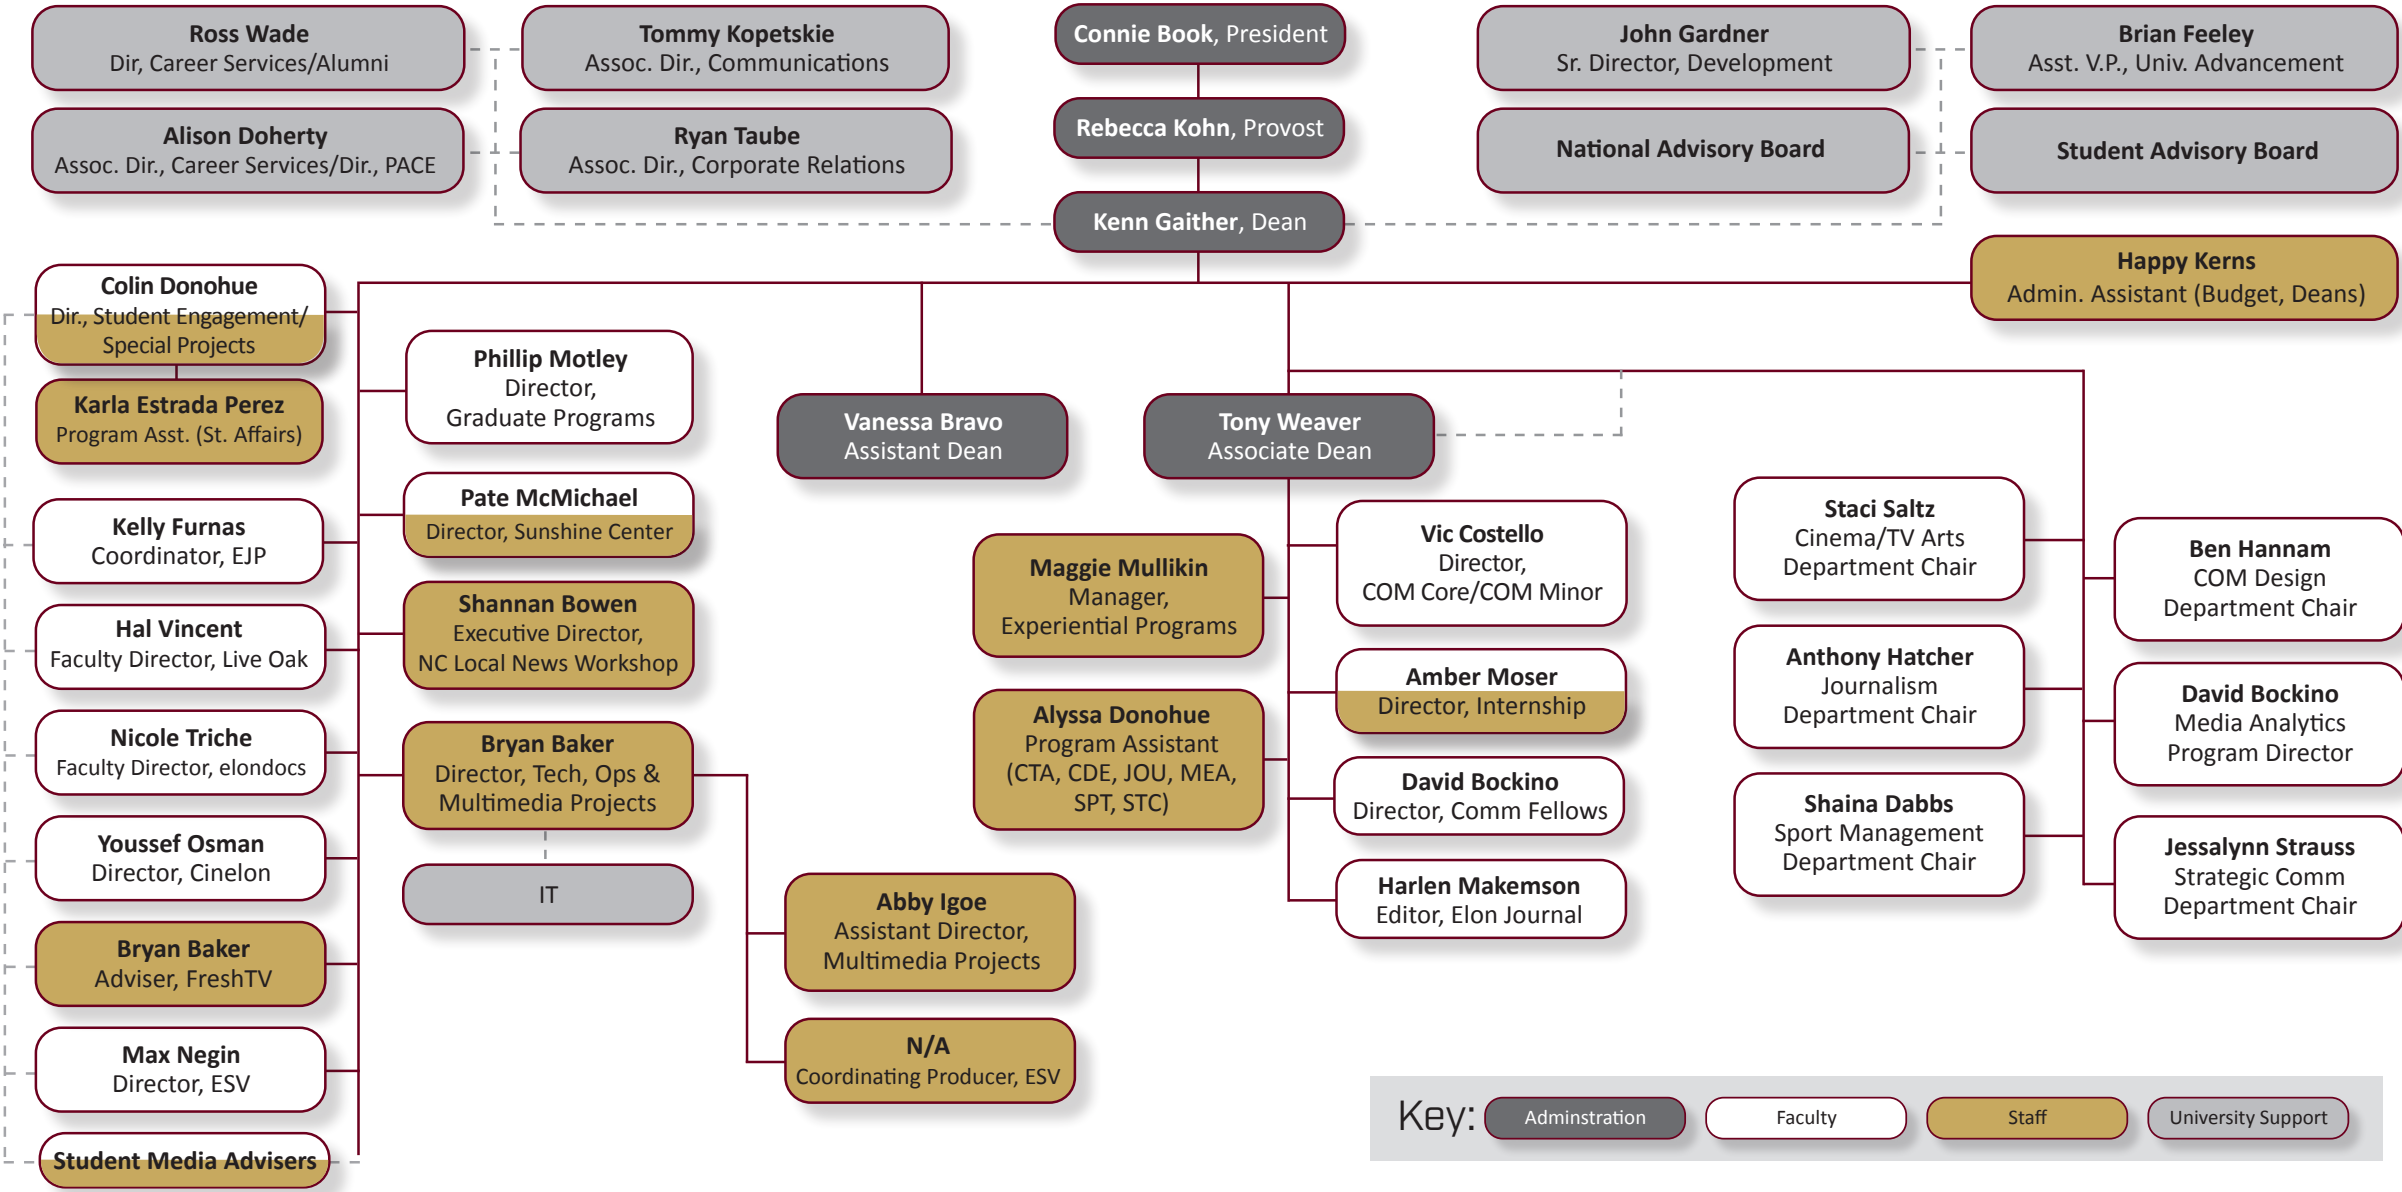 Ross Wade
Dir, Career Services/Alumni
Tommy Kopetskie
Assoc. Dir., Communications
Connie Book, President
John Gardner
Sr. Director, Development
Brian Feeley
Asst. V.P., Univ. Advancement
Alison Doherty
Assoc. Dir., Career Services/Dir., PACE
Ryan Taube
Assoc. Dir., Corporate Relations
Rebecca Kohn, Provost
National Advisory Board
Student Advisory Board
Kenn Gaither, Dean
Happy Kerns
Admin. Assistant (Budget, Deans)
Colin Donohue
Dir., Student Engagement/
Special Projects
Karla Estrada Perez
Program Asst. (St. Affairs)
Kelly Furnas
Coordinator, EJP
Hal Vincent
Faculty Director, Live Oak
Nicole Triche
Faculty Director, elondocs
Youssef Osman
Director, Cinelon
Bryan Baker
Adviser, FreshTV
Max Negin
Director, ESV
Student Media Advisers
Phillip Motley
Director,
Graduate Programs
Pate McMichael
Director, Sunshine Center
Shannan Bowen
Executive Director,
NC Local News Workshop
Bryan Baker
Director, Tech, Ops &
Multimedia Projects
IT
Abby Igoe
Assistant Director,
Multimedia Projects
N/A
Coordinating Producer, ESV
Vanessa Bravo
Assistant Dean
Tony Weaver
Associate Dean
Maggie Mullikin
Manager,
Experiential Programs
Alyssa Donohue
Program Assistant
(CTA, CDE, JOU, MEA,
SPT, STC)
Vic Costello
Director,
COM Core/COM Minor
Amber Moser
Director, Internship
David Bockino
Director, Comm Fellows
Harlen Makemson
Editor, Elon Journal
Staci Saltz
Cinema/TV Arts
Department Chair
Anthony Hatcher
Journalism
Department Chair
Shaina Dabbs
Sport Management
Department Chair
Ben Hannam
COM Design
Department Chair
David Bockino
Media Analytics
Program Director
Jessalynn Strauss
Strategic Comm
Department Chair
Key:
Adminstration
Faculty
Staff
University Support